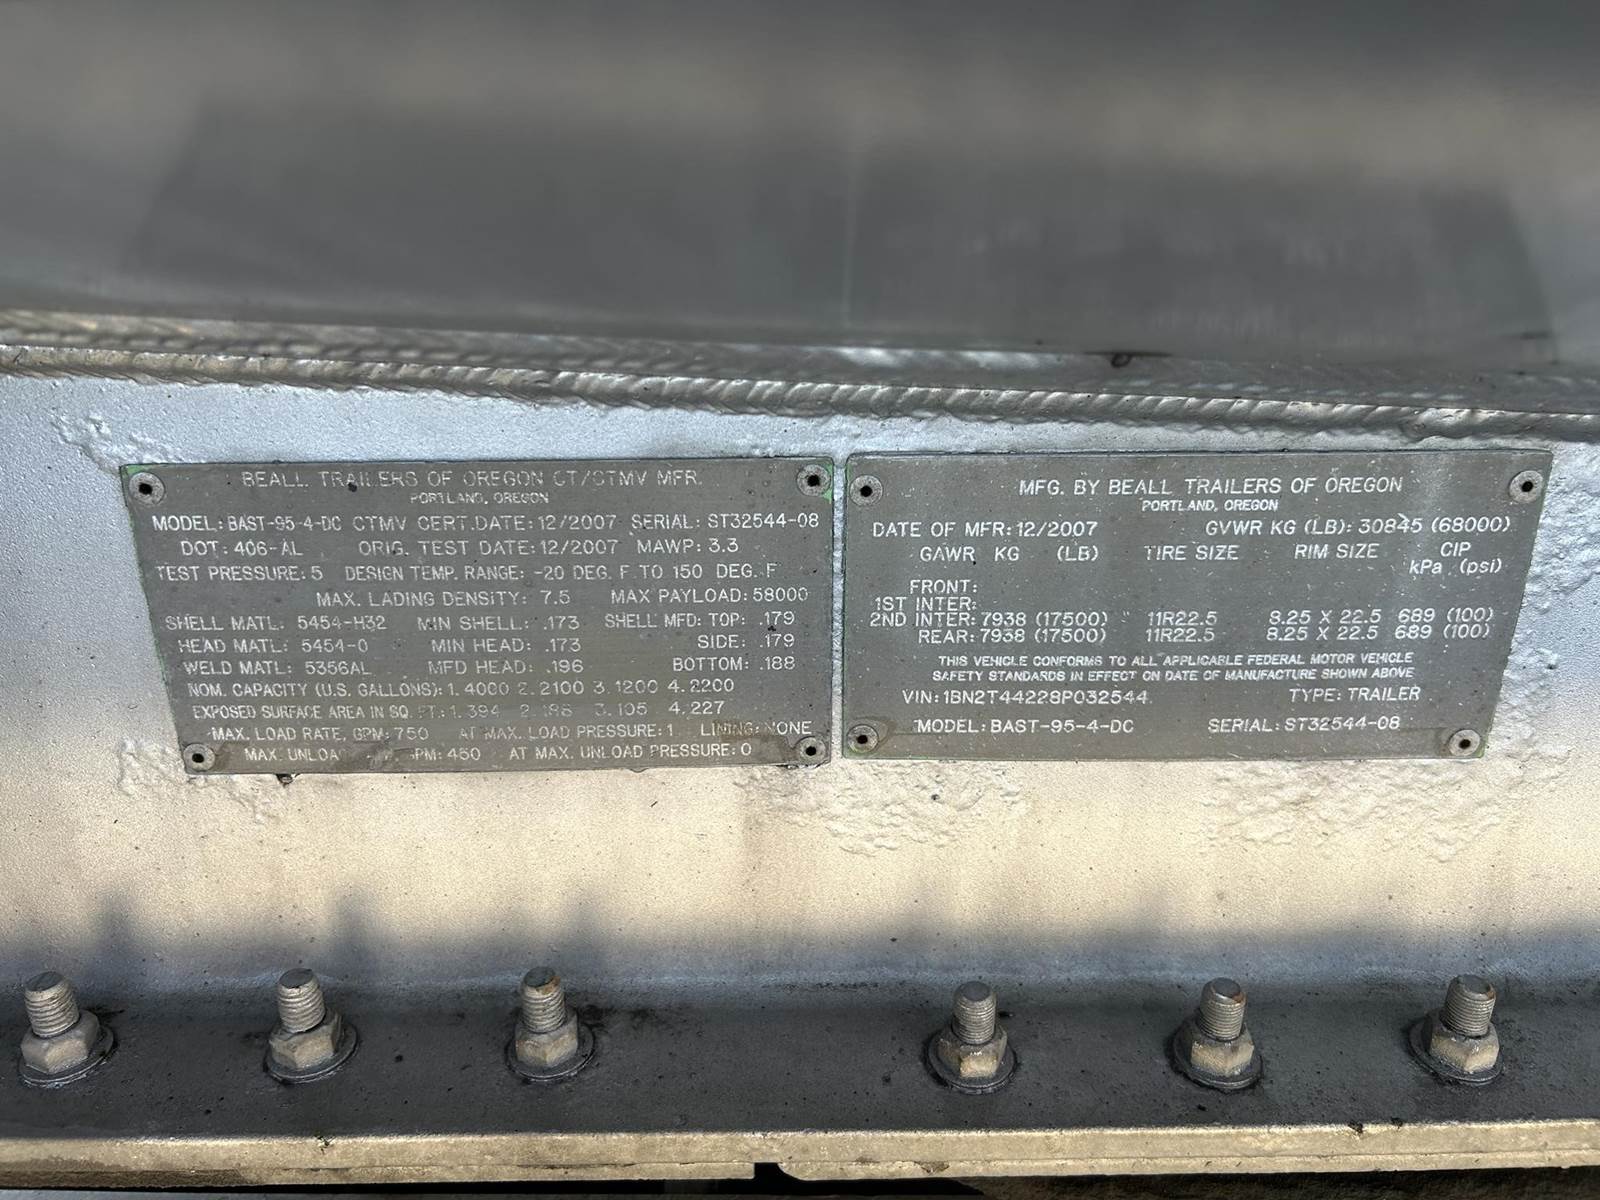 BEALL TRAILERS OF OREGON CT/CTMV MFR.
PORTLAND, OREGON
MODEL: BAST-95-4-DC CTMV CERT.DATE: 12/2007 SERIAL: ST32544-08
DOT: 406-AL ORIG. TEST DATE: 12/2007 MAWP: 3.3
TEST PRESSURE: 5 DESIGN TEMP. RANGE: -20 DEG. F TO 150 DEG. F
MAX. LADING DENSITY: 7.5 MAX PAYLOAD: 58000
SHELL MATL: 5454-H32 MIN SHELL: .173 SHELL MFD: TOP: .179
HEAD MATL: 5454-0 MIN HEAD: .173 SIDE: .179
WELD MATL: 5356AL MFD HEAD: .196 BOTTOM: .188
NOM. CAPACITY (U.S. GALLONS): 1. 4000 2. 2100 3. 1200 4. 2200
EXPOSED SURFACE AREA IN SQ. FT.: 1. 394 2. 188 3. 105 4. 227
MAX. LOAD RATE, GPM: 750 AT MAX. LOAD PRESSURE: 1 LINING: NONE
MAX. GPM: 450 AT MAX. UNLOAD PRESSURE: 0
MFG. BY BEALL TRAILERS OF OREGON
PORTLAND, OREGON
DATE OF MFR: 12/2007 GVWR KG (LB): 30845 (68000)
GAWR KG (LB) TIRE SIZE RIM SIZE CIP
kPa (psi)
FRONT:
1ST INTER:
2ND INTER: 7938 (17500) 11R22.5 8.25 X 22.5 689 (100)
REAR: 7938 (17500) 11R22.5 8.25 X 22.5 689 (100)
THIS VEHICLE CONFORMS TO ALL APPLICABLE FEDERAL MOTOR VEHICLE
SAFETY STANDARDS IN EFFECT ON DATE OF MANUFACTURE SHOWN ABOVE
VIN: 1BN2T44228P032544 TYPE: TRAILER
MODEL: BAST-95-4-DC SERIAL: ST32544-08